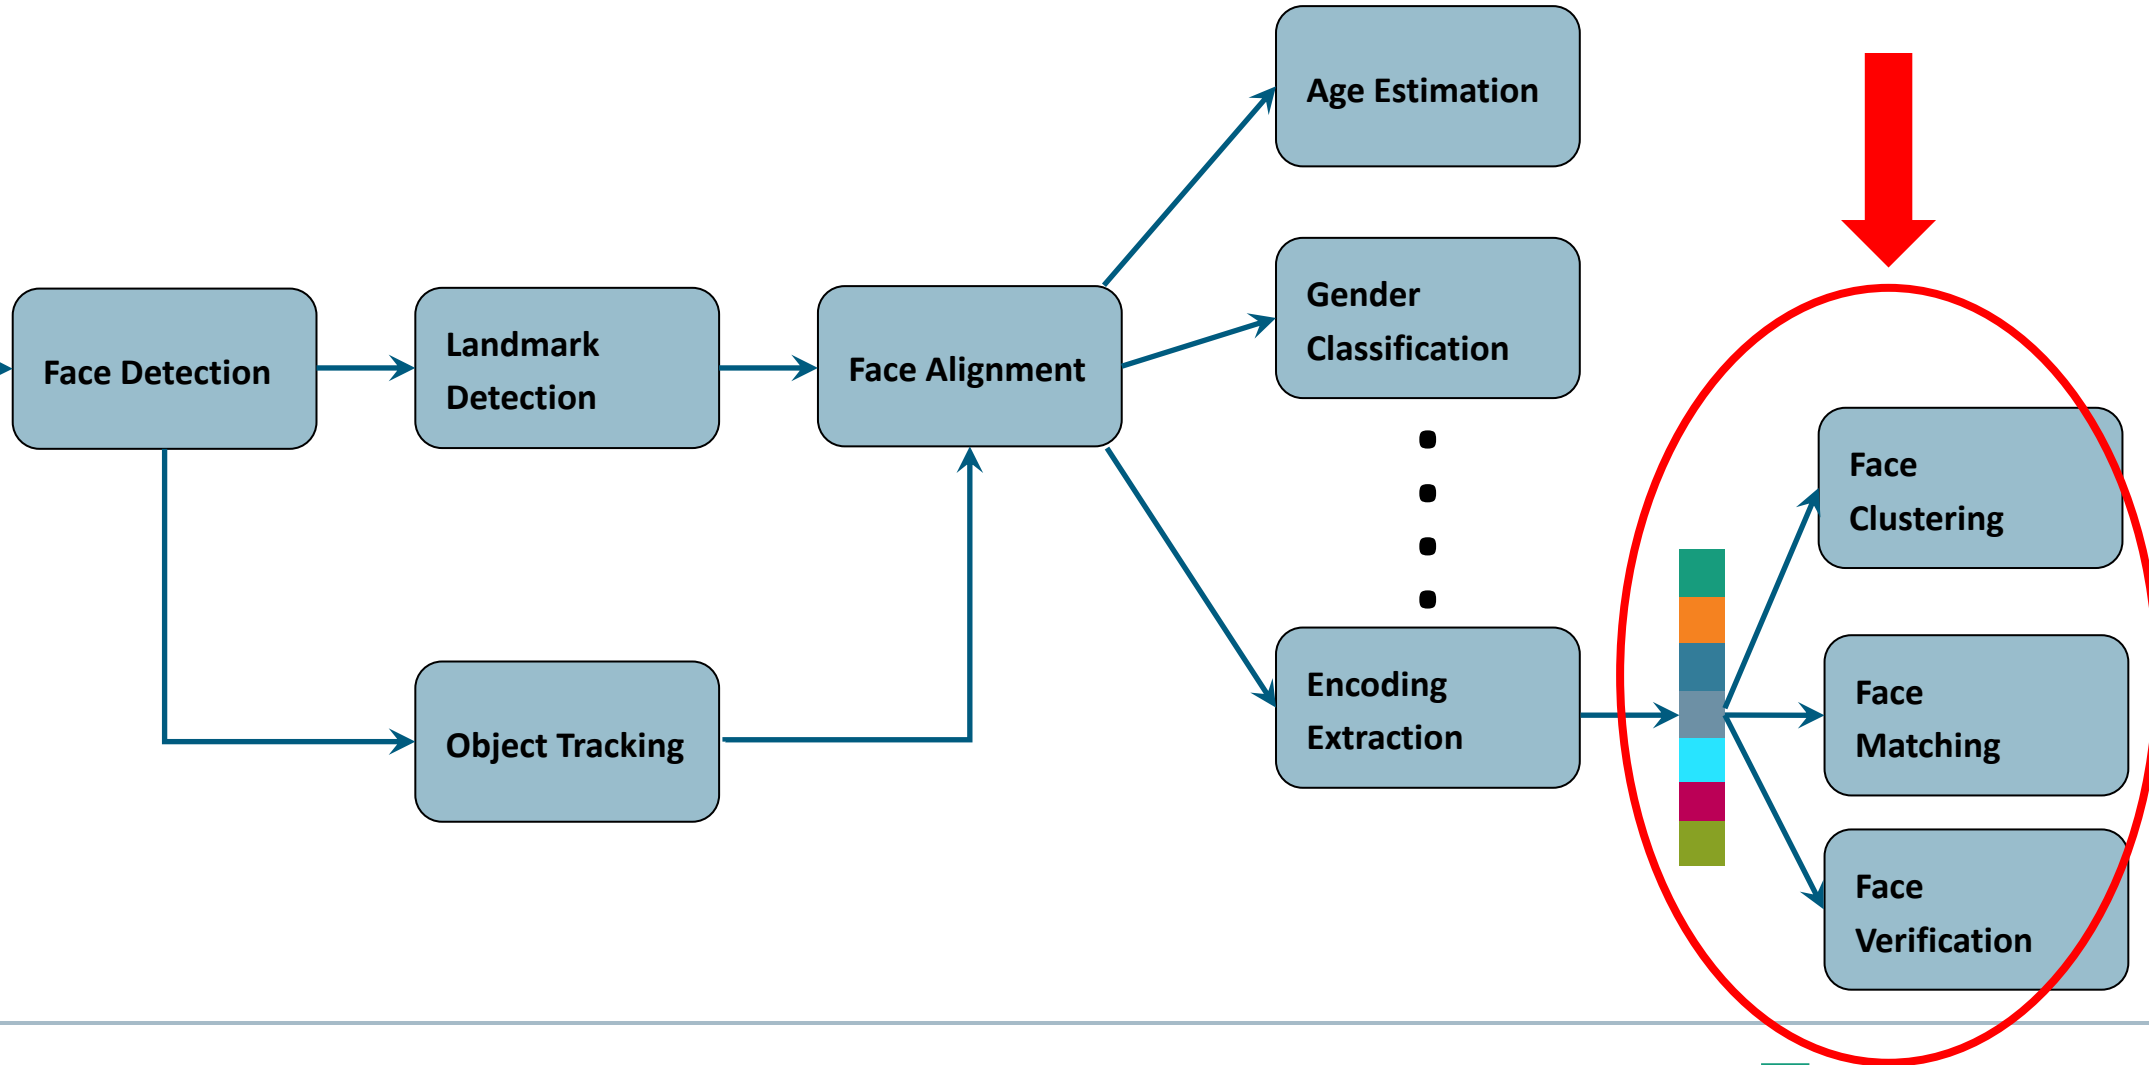 Age Estimation
Gender
Classification
Face Detection
Landmark
Detection
Face Alignment
Face
Clustering
Object Tracking
Encoding
Extraction
Face
Matching
Face
Verification